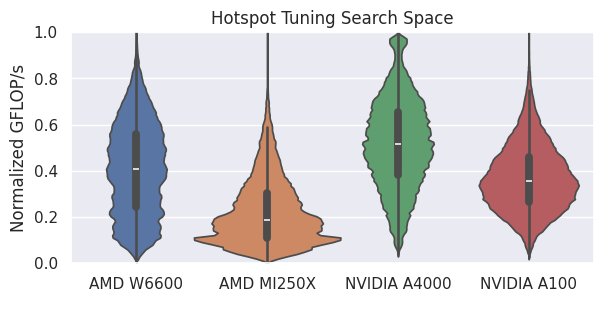 Hotspot Tuning Search Space
Normalized GFLOP/s
1.0
0.8
0.6
0.4
0.2
0.0
AMD W6600
AMD MI250X
NVIDIA A4000
NVIDIA A100